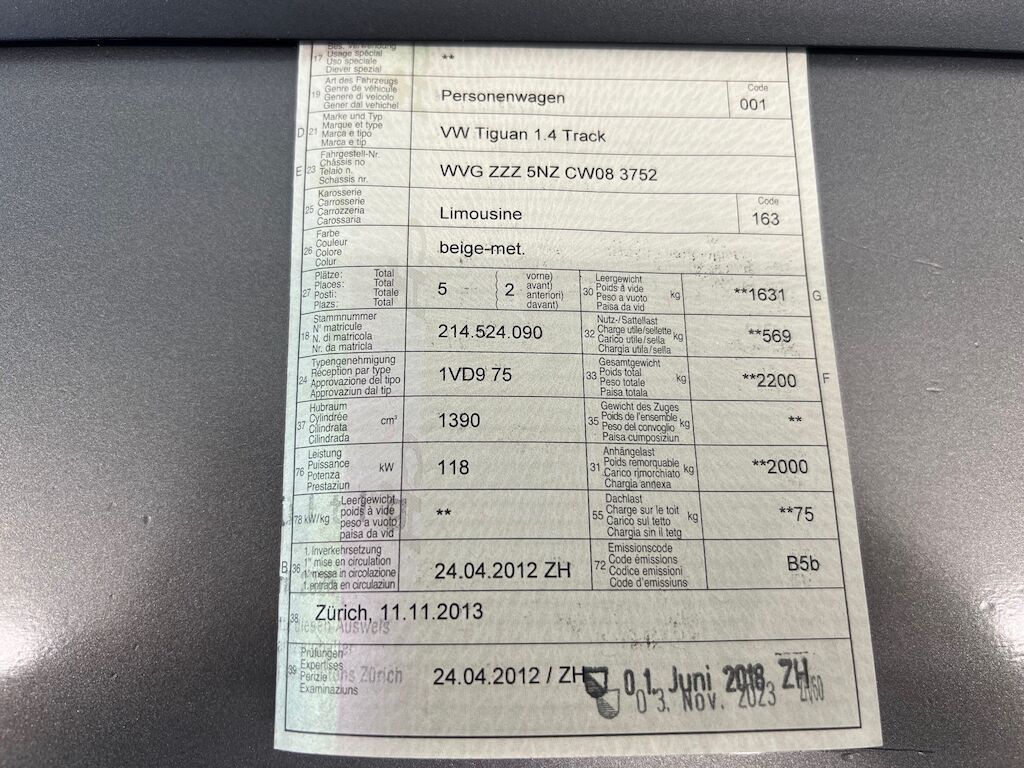 Bes. Verwendung
17 Usage spécial **
Uso speciale
Diever spezial
Art des Fahrzeugs Code
19 Genre de véhicule Personenwagen 001
Genere di veicolo
Gener dal vehichel
Marke und Typ
D 21 Marque et type VW Tiguan 1.4 Track
Marca e tipo
Marca e tip
Fahrgestell-Nr.
E 23 Châssis no WVG ZZZ 5NZ CW08 3752
Telaio n.
Schassis nr.
Karosserie Code
25 Carrosserie Limousine 163
Carrozzeria
Carossaria
Farbe
26 Couleur beige-met.
Colore
Colur
Plätze: Total vorne) Leergewicht
27 Places: Total 5 ( 2 avant) 30 Poids à vide kg **1631 G
Posti: Totale anteriori) Peso a vuoto
Plazs: Total davant) Paisa da vid
Stammnummer Nutz-/Sattellast
18 N° matricule 214.524.090 32 Charge utile/sellette kg **569
N. di matricola Carico utile/sella
Nr. da matricla Chargia utila/sella
Typengenehmigung Gesamtgewicht
24 Réception par type 1VD9 75 33 Poids total kg **2200 F
Approvazione del tipo Peso totale
Approvaziun dal tip Paisa totala
Hubraum Gewicht des Zuges
37 Cylindrée cm³ 1390 35 Poids de l'ensemble kg **
Cilindrata Peso del convoglio
Cilindrada Paisa cumposiziun
Leistung Anhängelast
76 Puissance kW 118 31 Poids remorquable kg **2000
Potenza Carico rimorchiato
Prestaziun Chargia annexa
Leergewicht Dachlast
78 kW/kg poids à vide ** 55 Charge sur le toit kg **75
peso a vuoto Carico sul tetto
paisa da vid Chargia sin il tetg
1. Inverkehrsetzung Emissionscode
B 36 1re mise en circulation 24.04.2012 ZH 72 Code émissions B5b
1a messa in circolazione Codice emissioni
1. entrada en circulaziun Code d'emissiuns
38 Zürich, 11.11.2013
diesen Ausweis
Prüfungen
39 Expertises 24.04.2012 / ZH 01. Juni 2018 ZH
Perizie Zürich 03. NOV. 2023
Examinaziuns